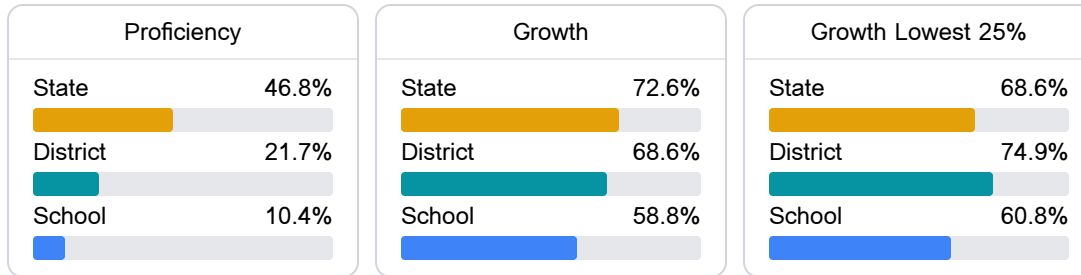 Proficiency
State 46.8%
District 21.7%
School 10.4%
Growth
State 72.6%
District 68.6%
School 58.8%
Growth Lowest 25%
State 68.6%
District 74.9%
School 60.8%